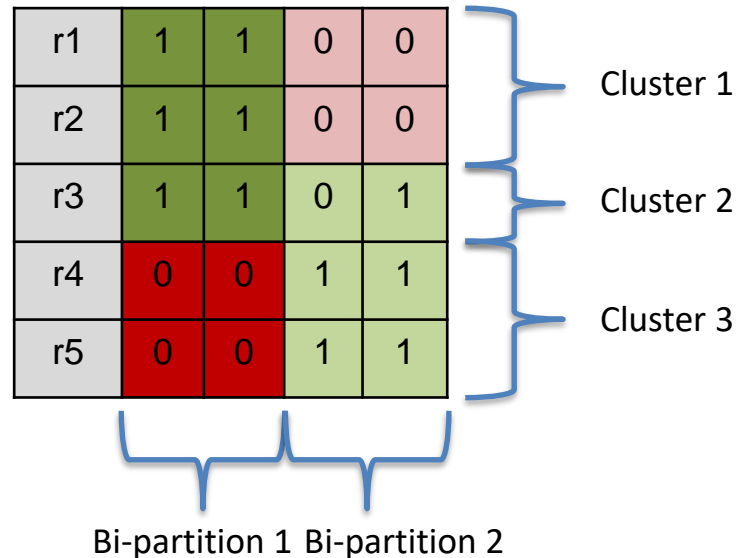 r1 1 1 0 0
Cluster 1
r2 1 1 0 0
r3 1 1 0 1
Cluster 2
r4 0 0 1 1
Cluster 3
r5 0 0 1 1
Bi-partition 1 Bi-partition 2